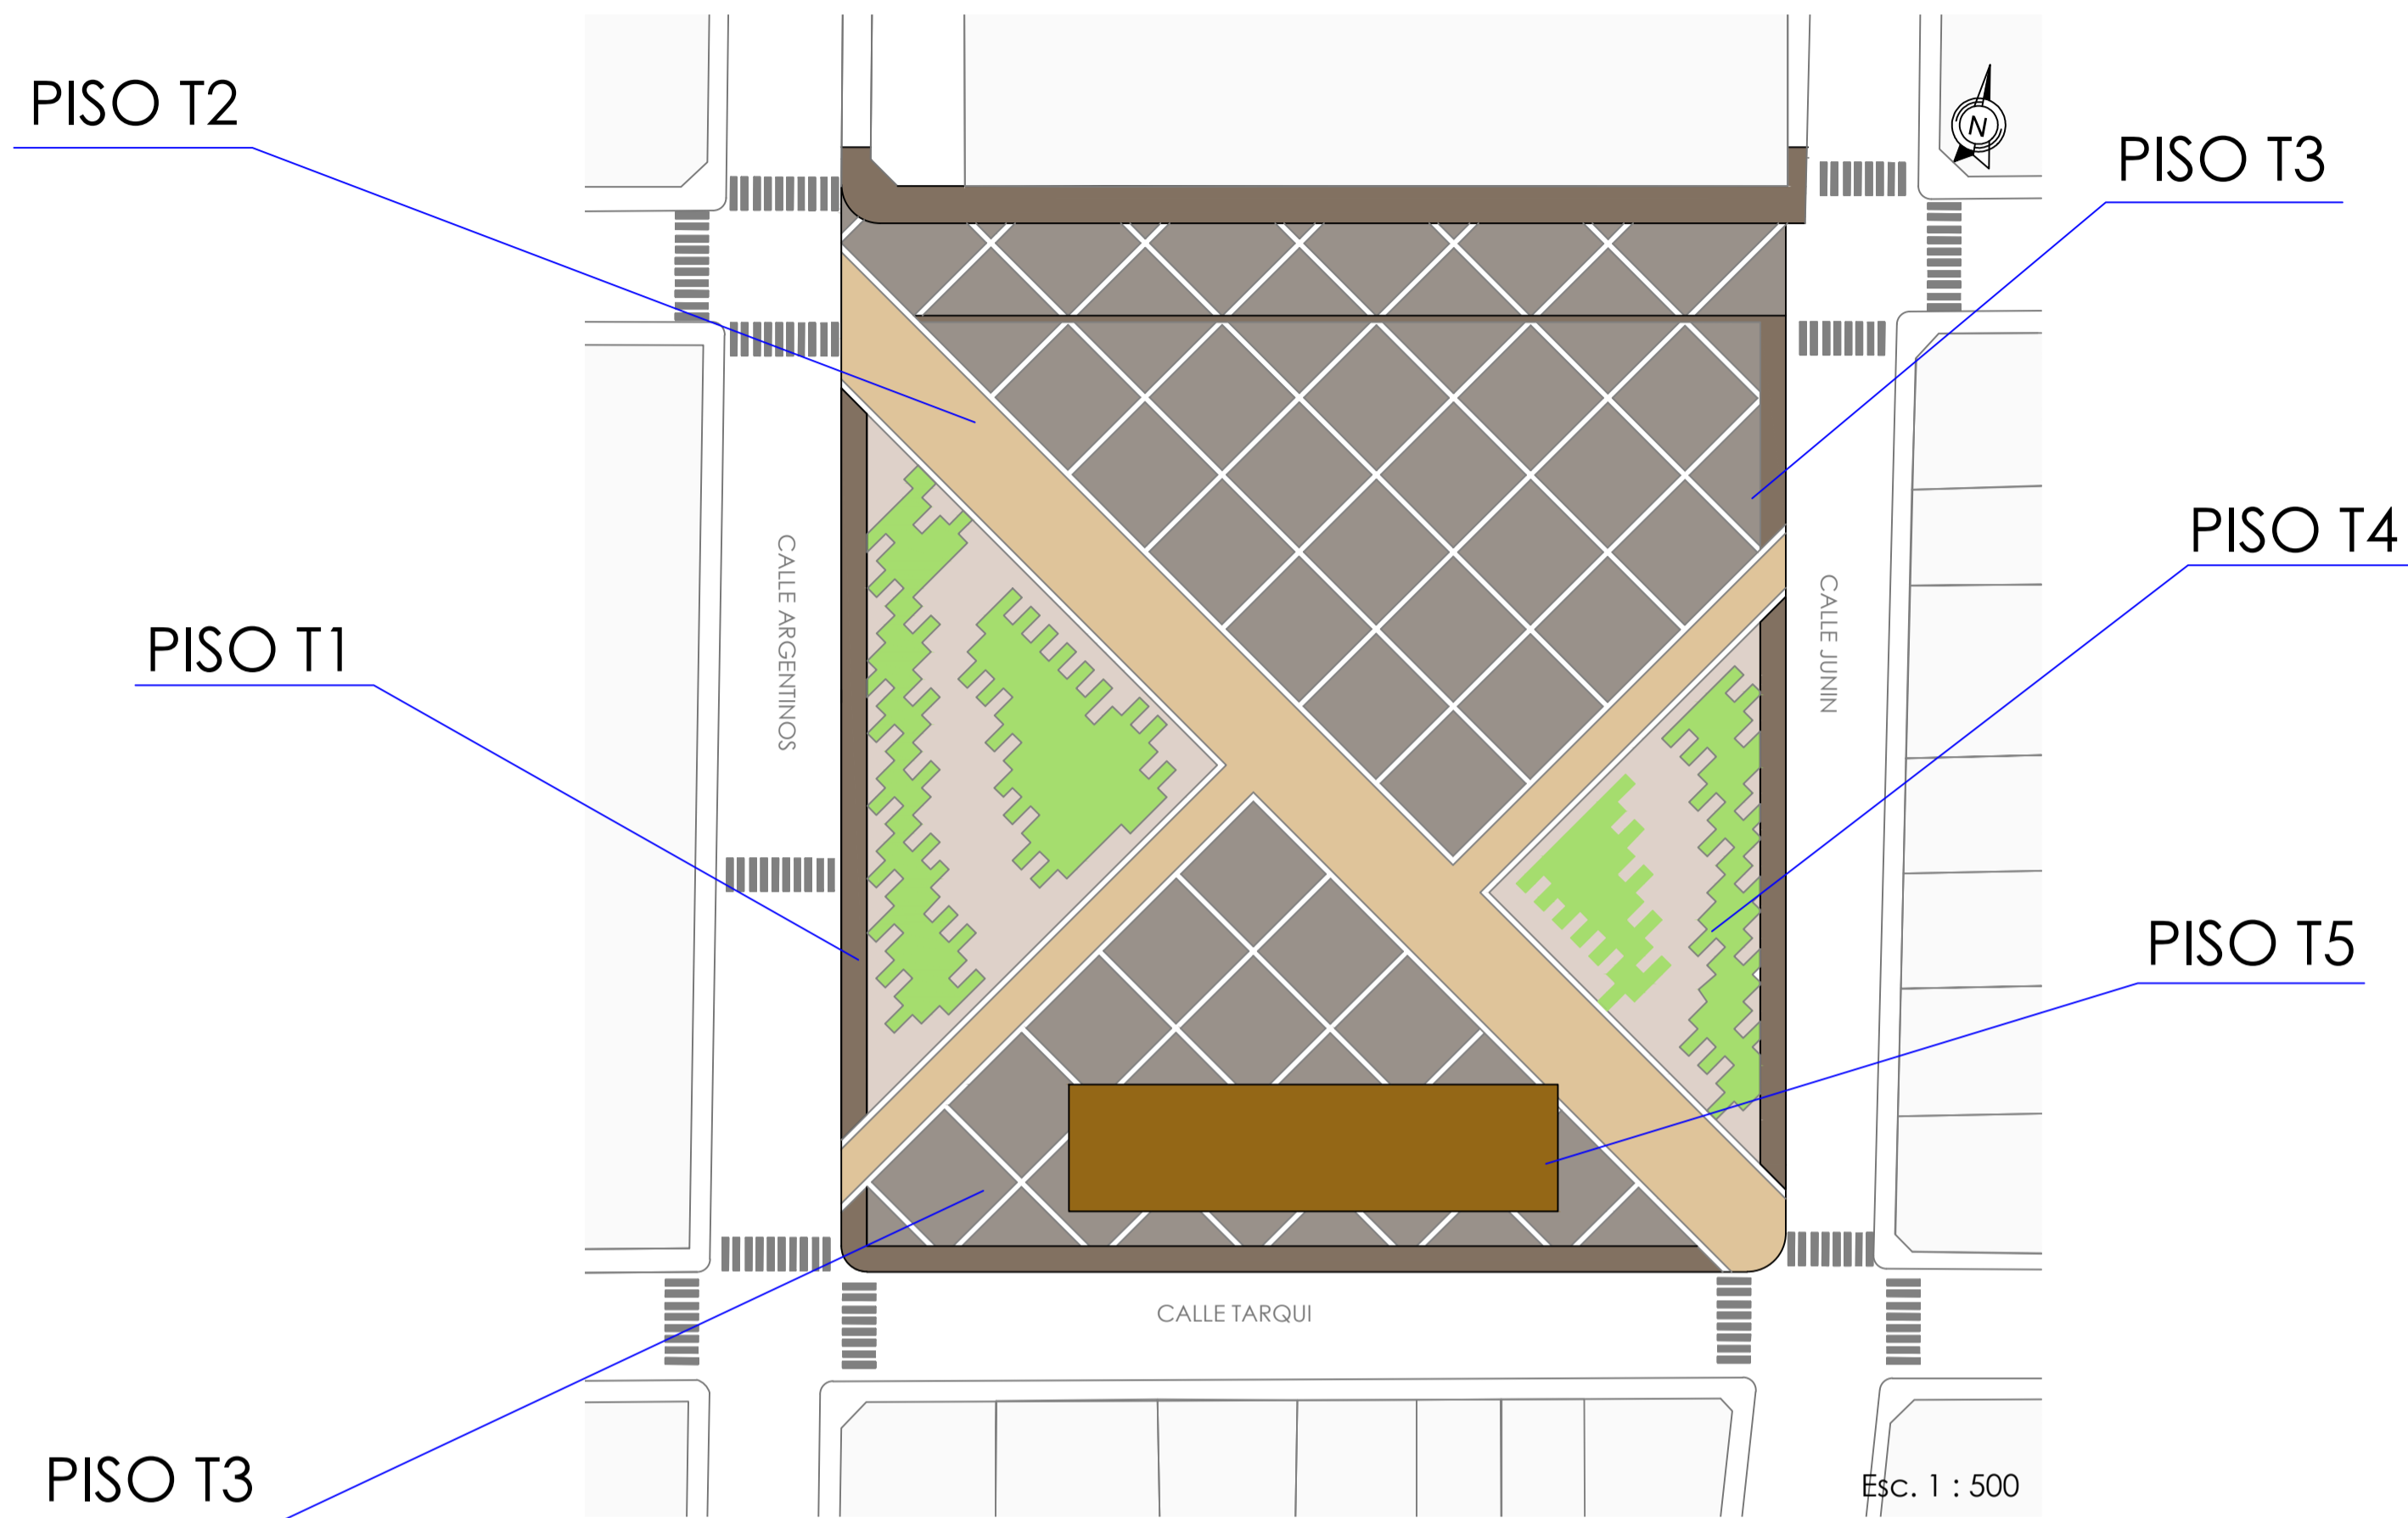 PISO T2
N
PISO T3
PISO T4
CALLE ARGENTINOS
CALLE JUNIN
PISO T1
PISO T5
CALLE TARQUI
PISO T3
Esc. 1 : 500